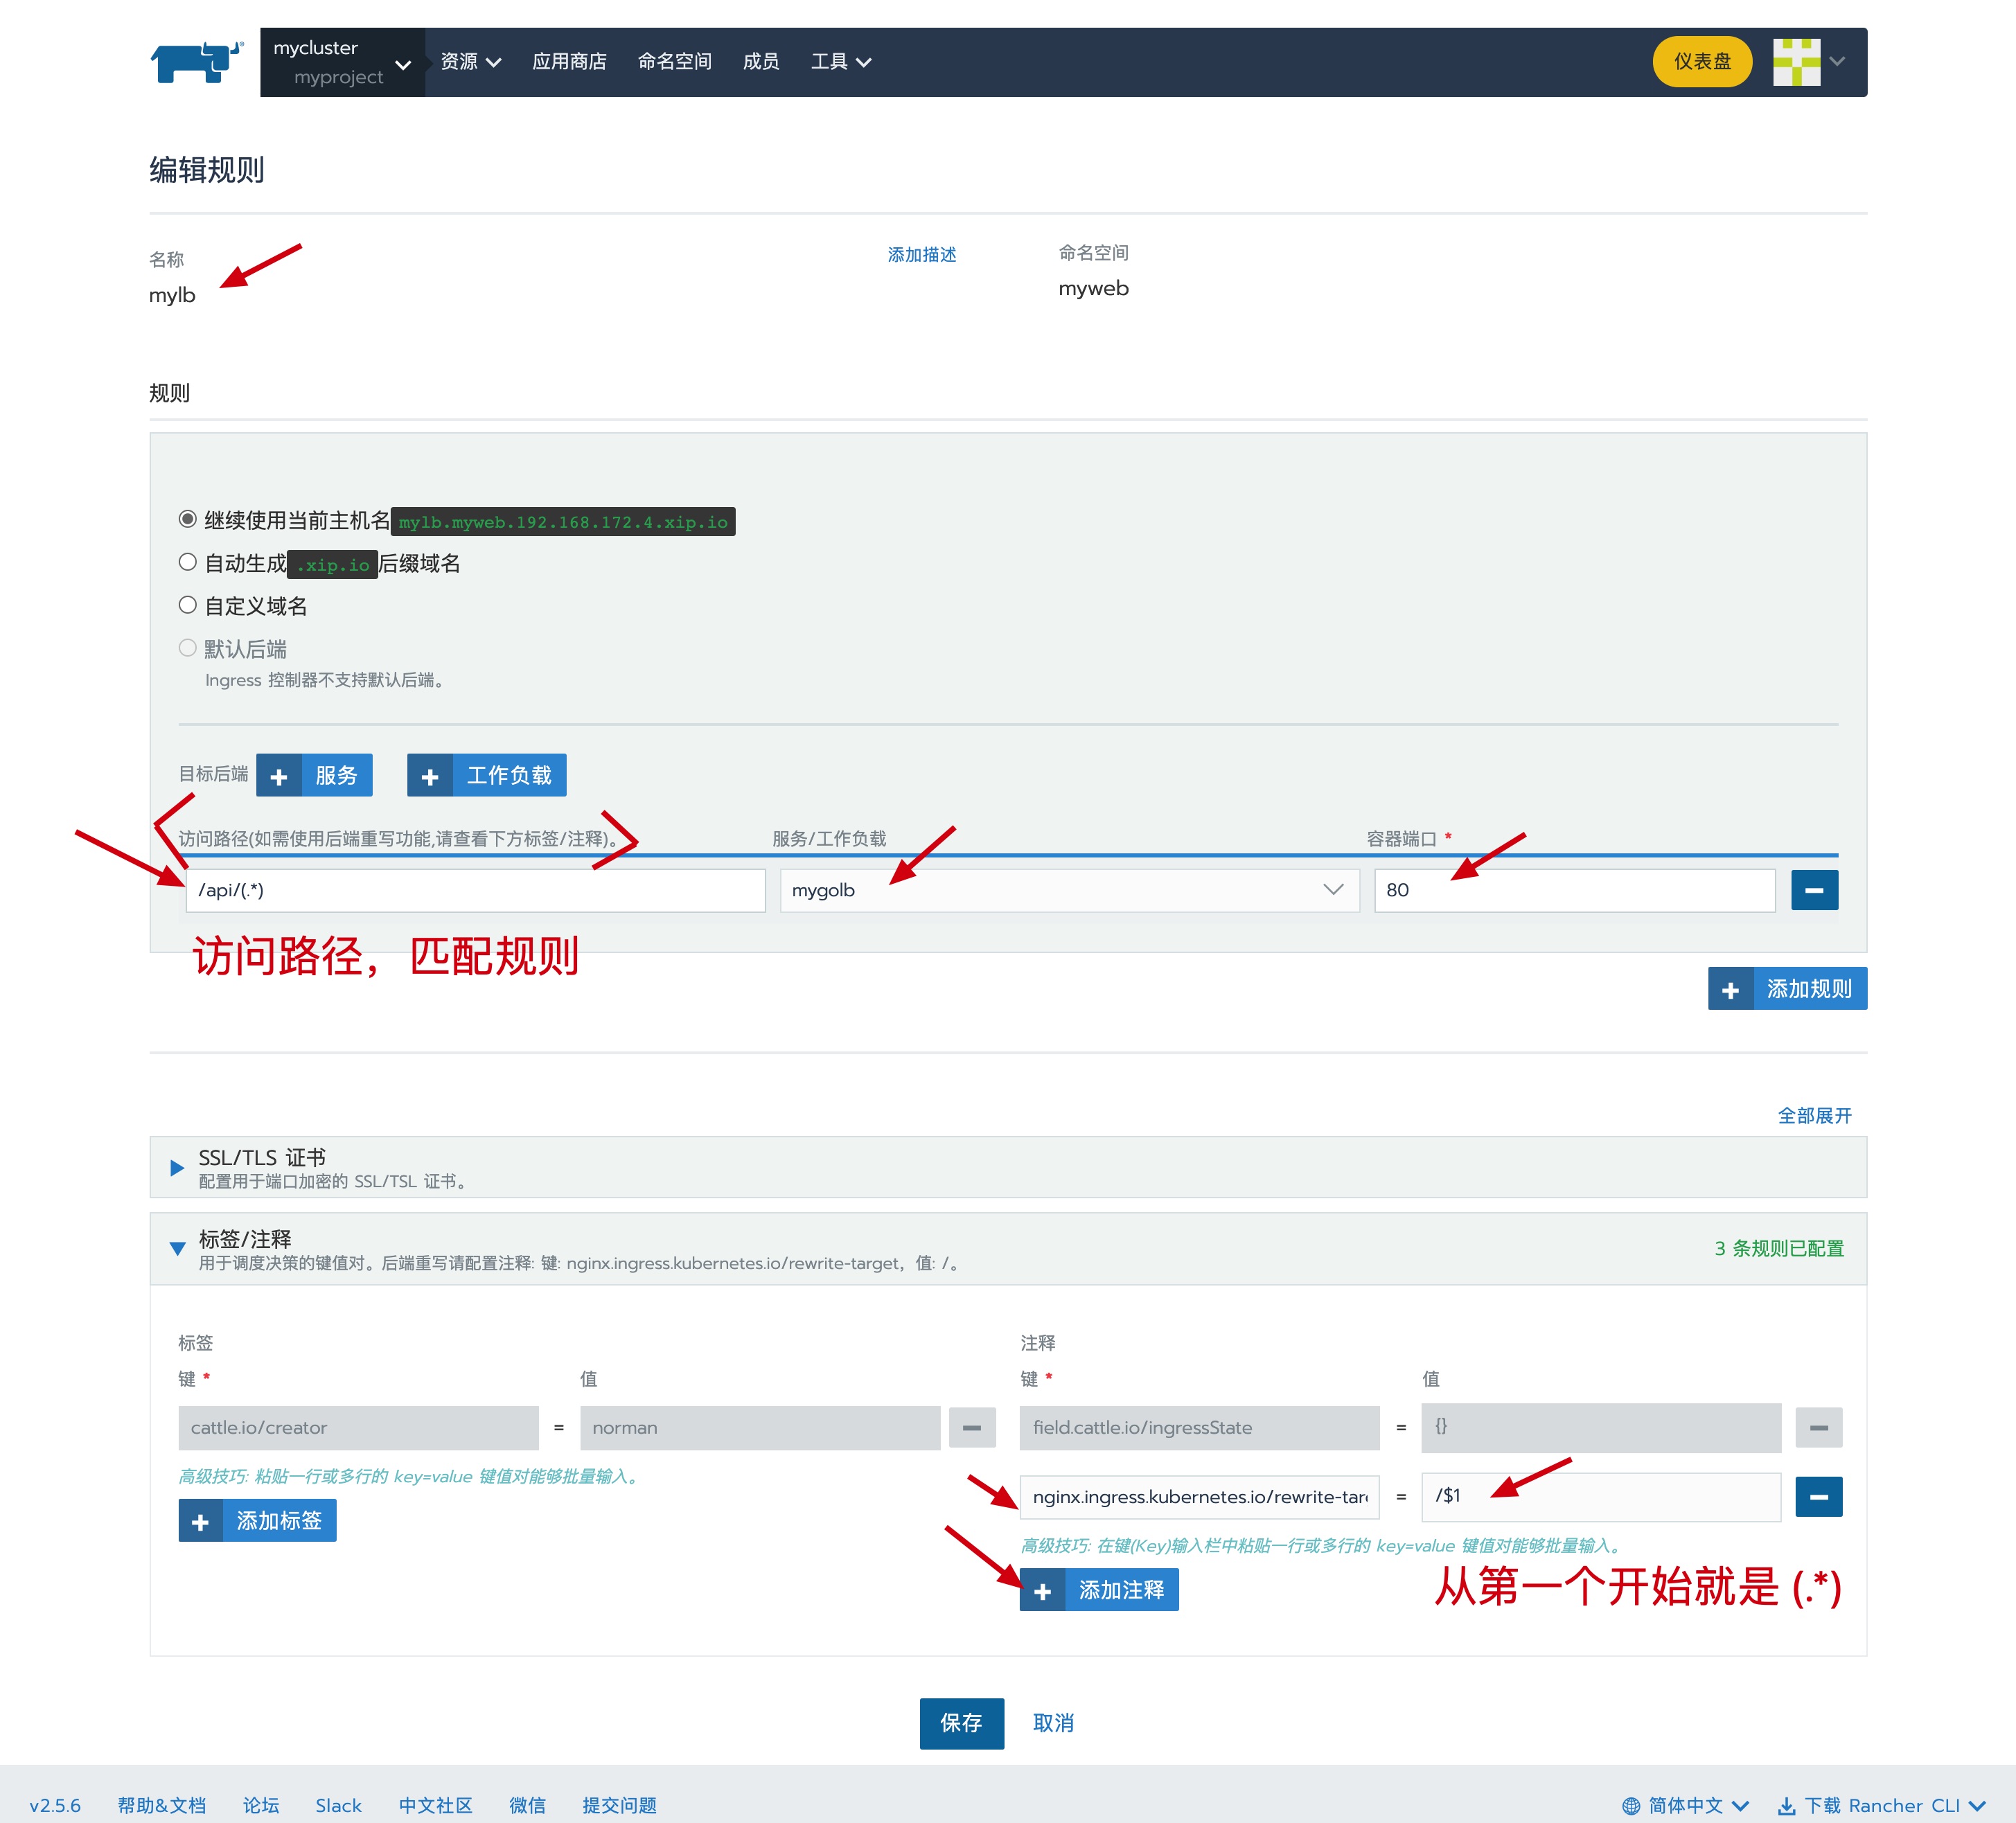 mycluster
myproject
资源
应用商店
命名空间
成员
工具
仪表盘
编辑规则
名称
添加描述
命名空间
mylb
myweb
规则
继续使用当前主机名mylb.myweb.192.168.172.4.xip.io
自动生成.xip.io后缀域名
自定义域名
默认后端
Ingress 控制器不支持默认后端。
目标后端
+ 服务
+ 工作负载
访问路径(如需使用后端重写功能,请查看下方标签/注释)。
服务/工作负载
容器端口 *
/api/(.*)
mygolb
80
访问路径，匹配规则
+ 添加规则
全部展开
SSL/TLS 证书
配置用于端口加密的 SSL/TSL 证书。
标签/注释
用于调度决策的键值对。后端重写请配置注释: 键: nginx.ingress.kubernetes.io/rewrite-target，值: /。
3 条规则已配置
标签
注释
键 *
值
键 *
值
cattle.io/creator
=
norman
field.cattle.io/ingressState
=
{}
高级技巧: 粘贴一行或多行的 key=value 键值对能够批量输入。
nginx.ingress.kubernetes.io/rewrite-tar
=
/$1
+ 添加标签
高级技巧: 在键(Key)输入栏中粘贴一行或多行的 key=value 键值对能够批量输入。
+ 添加注释
从第一个开始就是 (.*)
保存
取消
v2.5.6
帮助&文档
论坛
Slack
中文社区
微信
提交问题
简体中文
下载 Rancher CLI